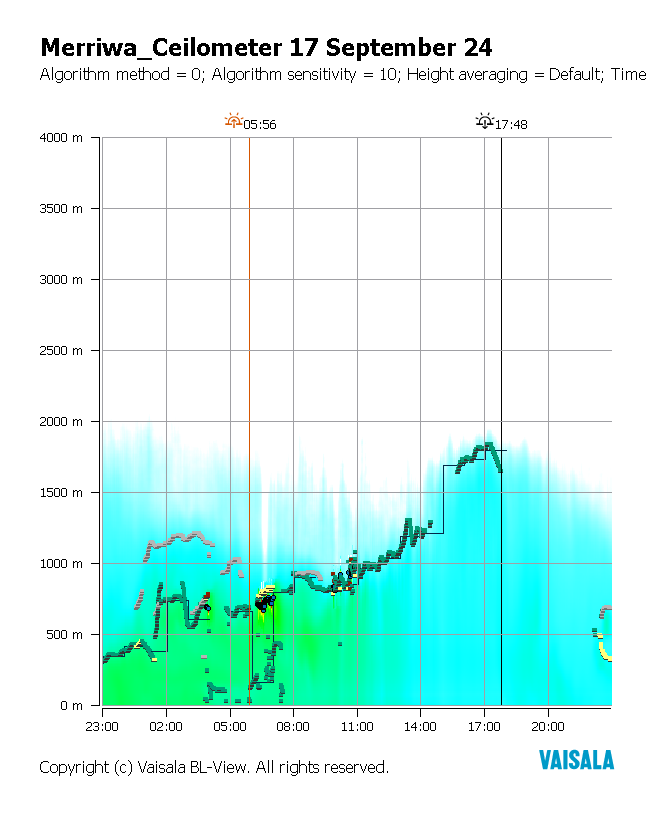 Merriwa_Ceilometer 17 September 24
Algorithm method = 0; Algorithm sensitivity = 10; Height averaging = Default; Time
05:56
17:48
4000 m
3500 m
3000 m
2500 m
2000 m
1500 m
1000 m
500 m
0 m
23:00 02:00 05:00 08:00 11:00 14:00 17:00 20:00
Copyright (c) Vaisala BL-View. All rights reserved.
VAISALA